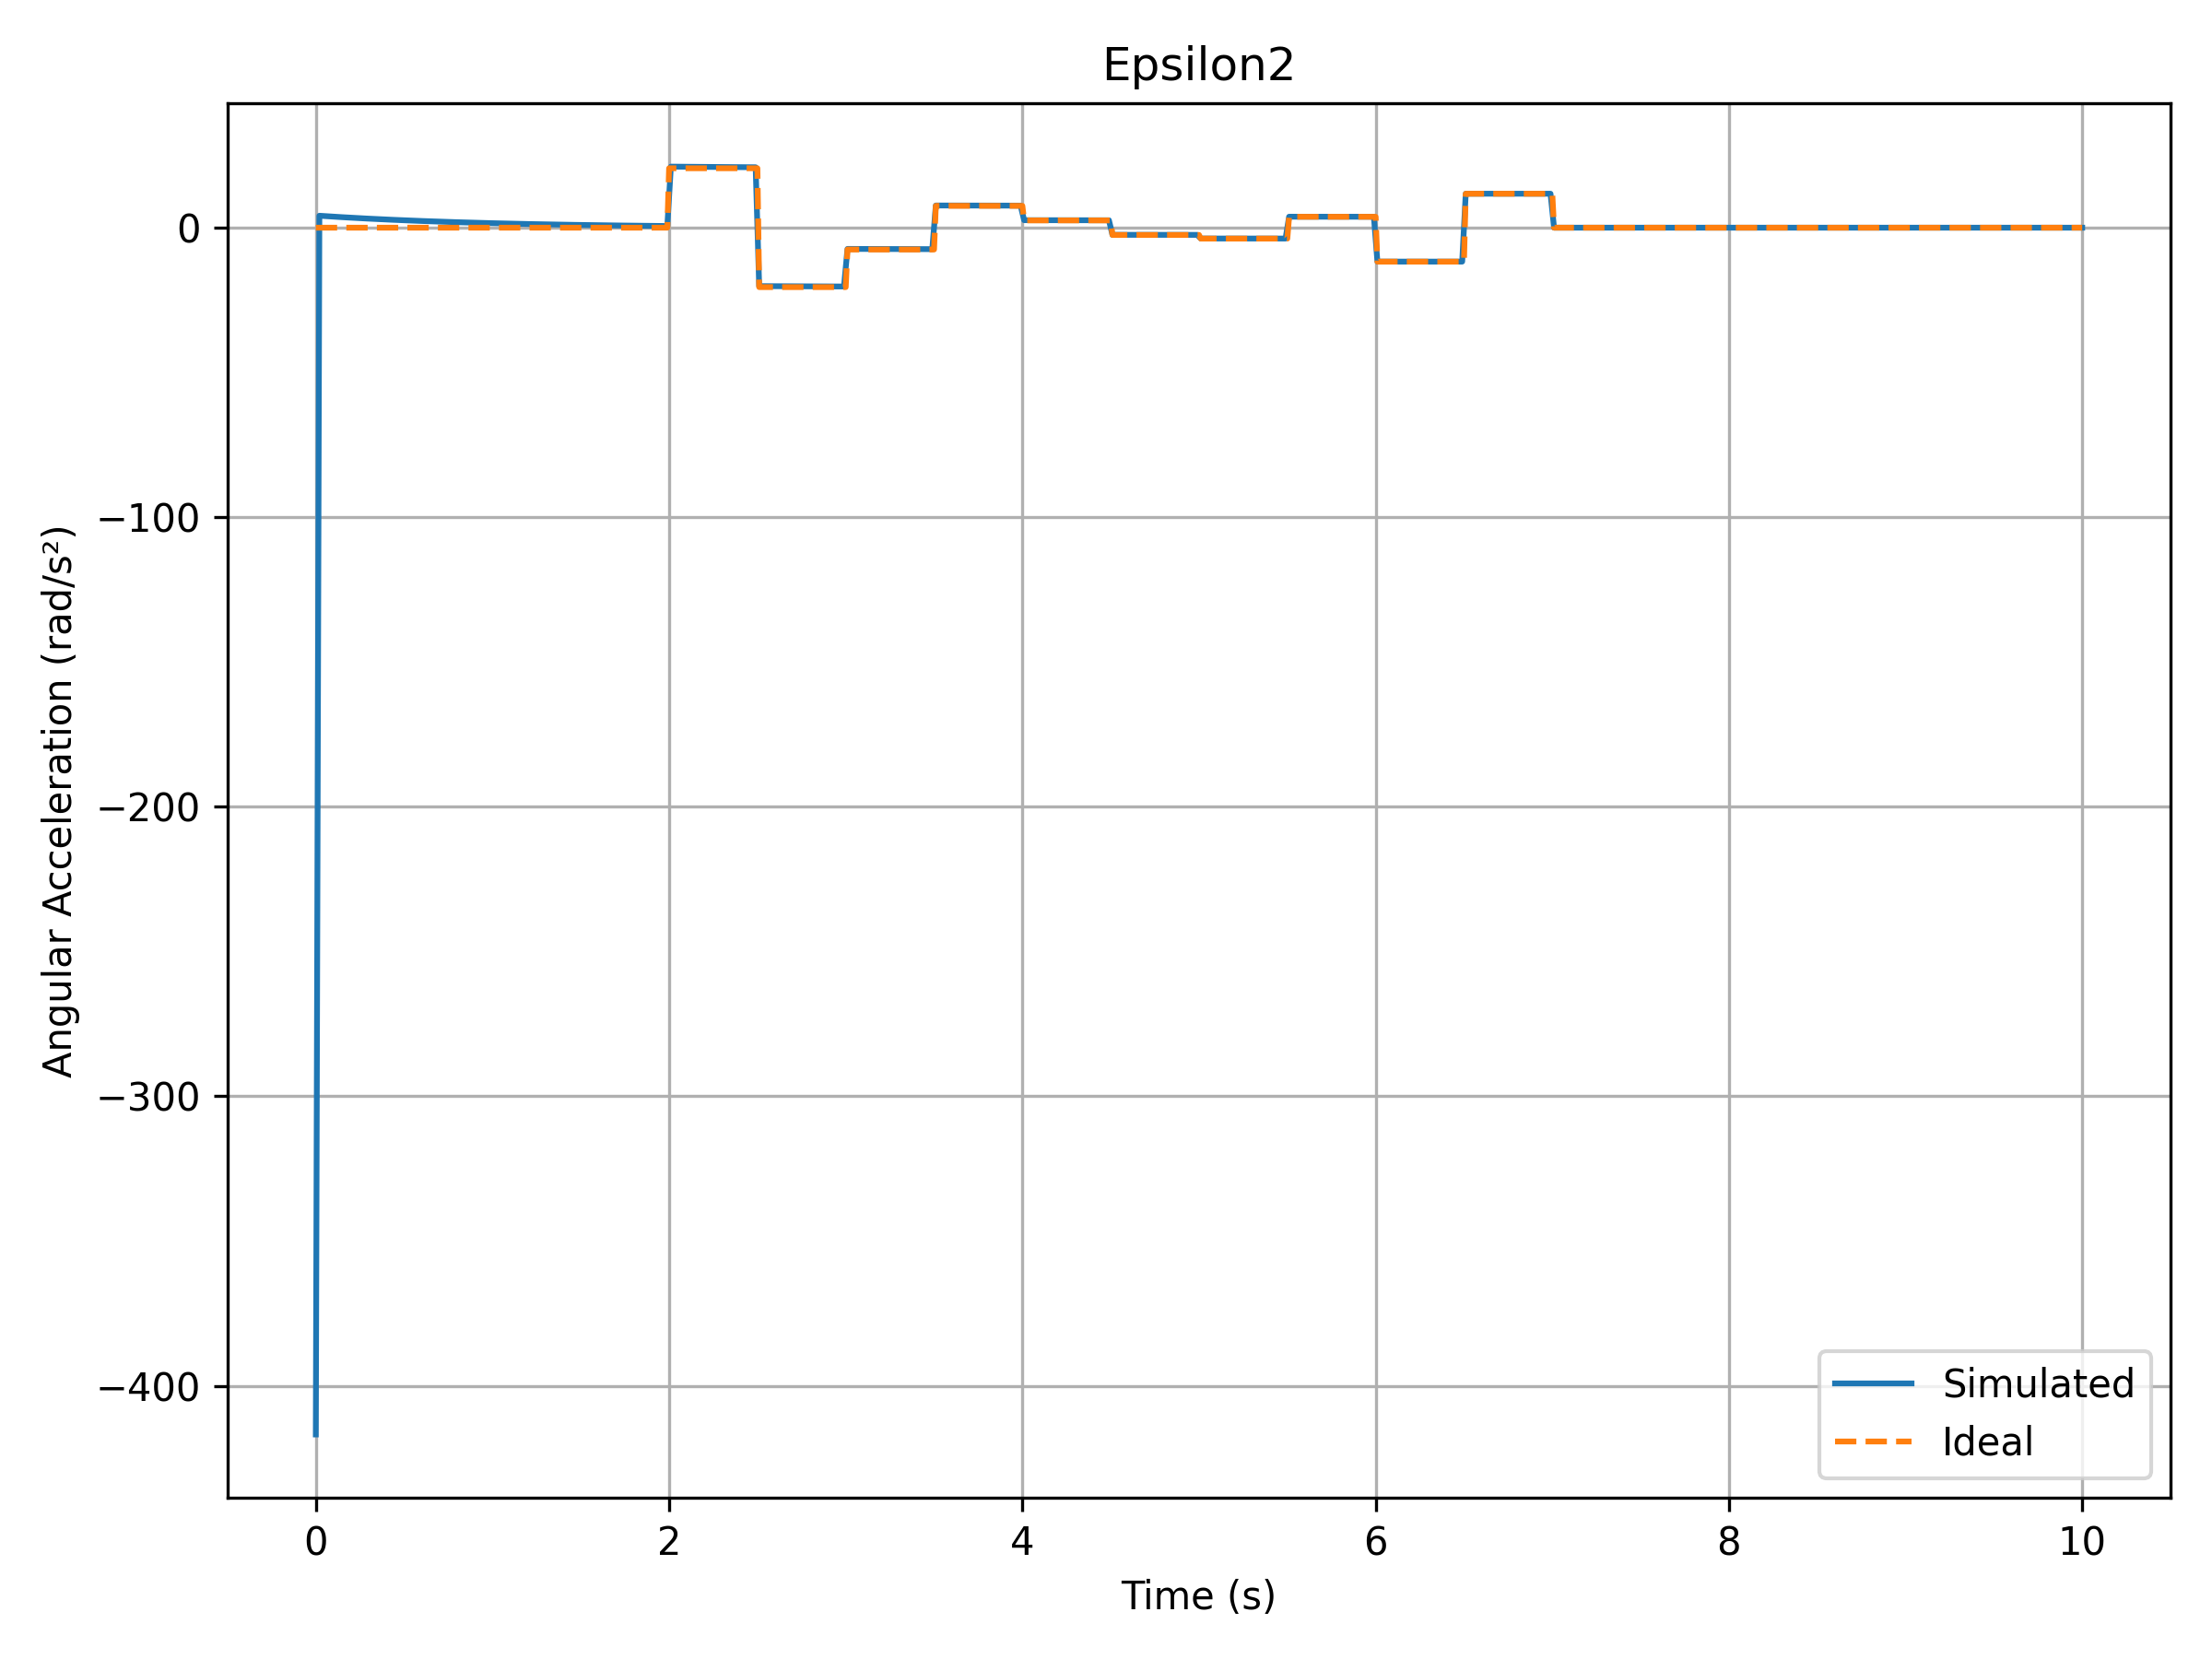 Epsilon2
Angular Acceleration (rad/s²)
0
−100
−200
−300
−400
Simulated
Ideal
0 2 4 6 8 10
Time (s)